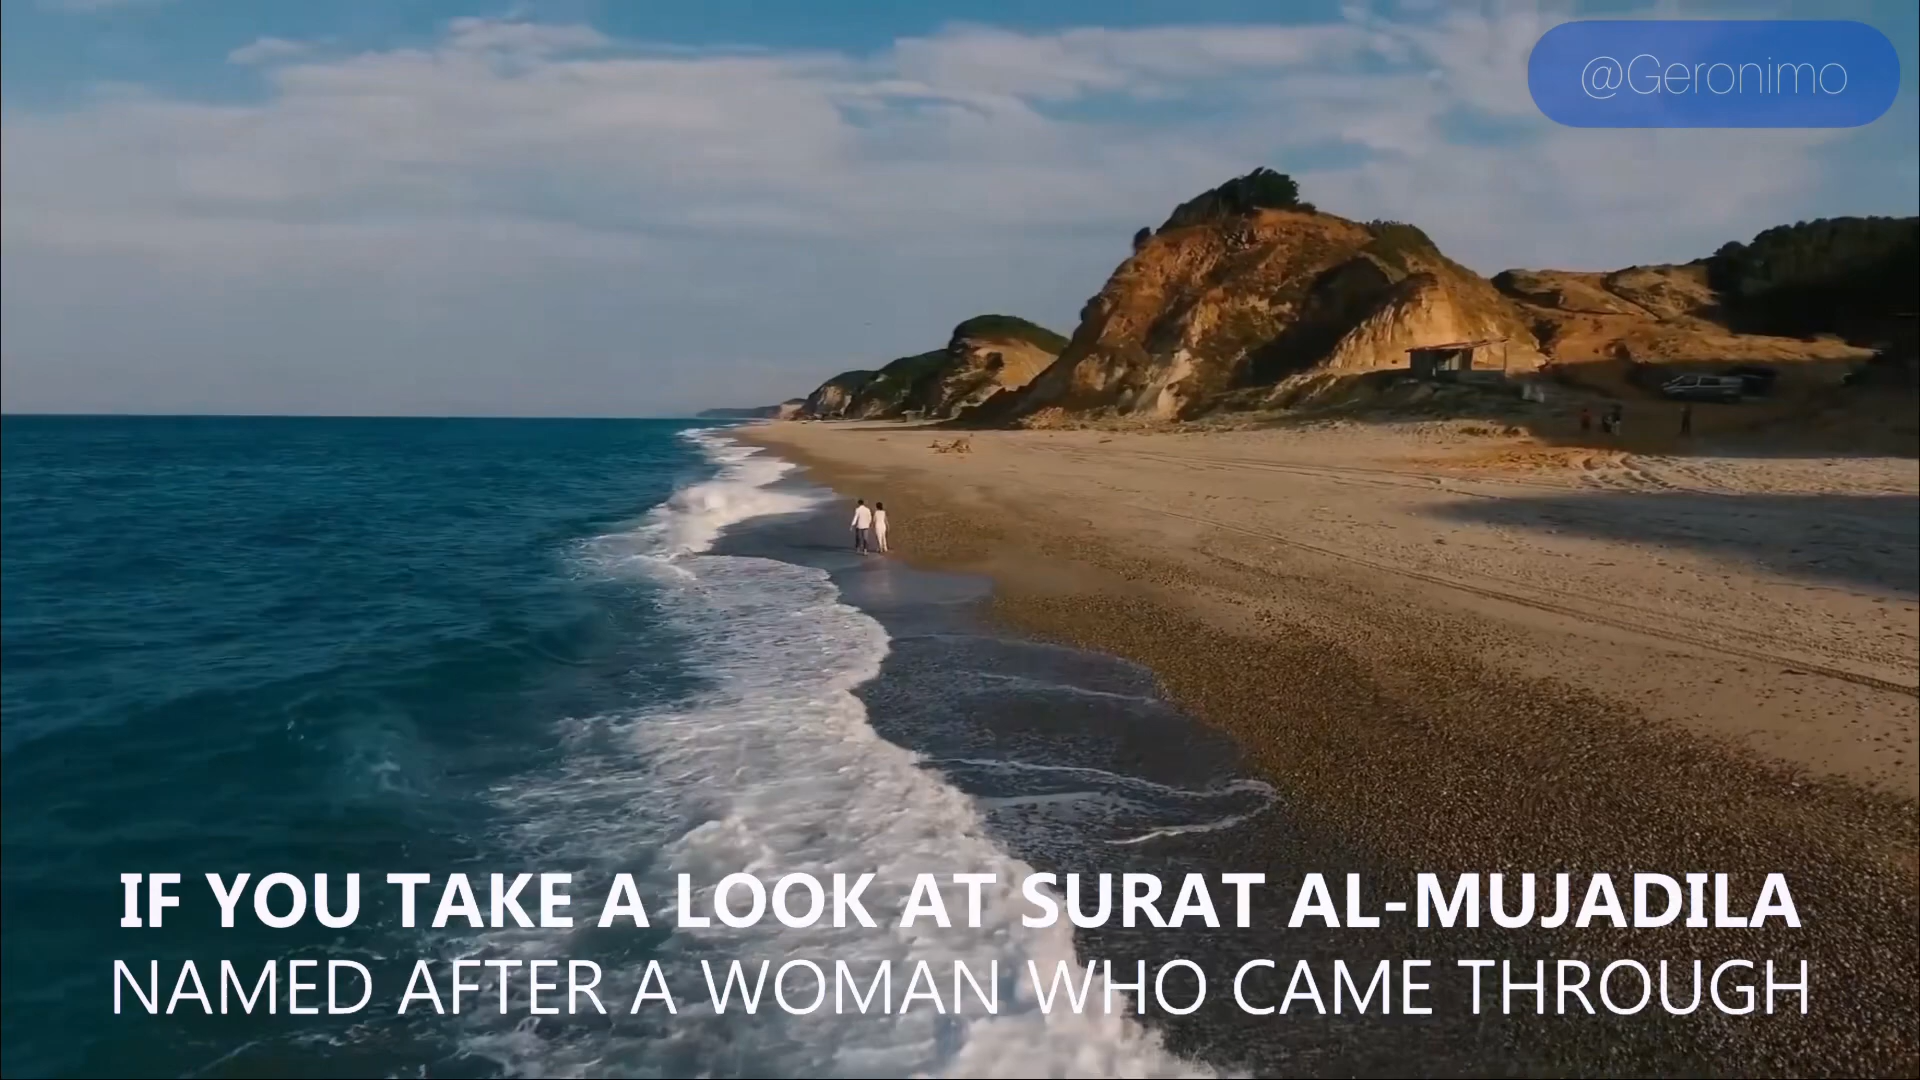 @Geronimo
IF YOU TAKE A LOOK AT SURAT AL-MUJADILA
NAMED AFTER A WOMAN WHO CAME THROUGH